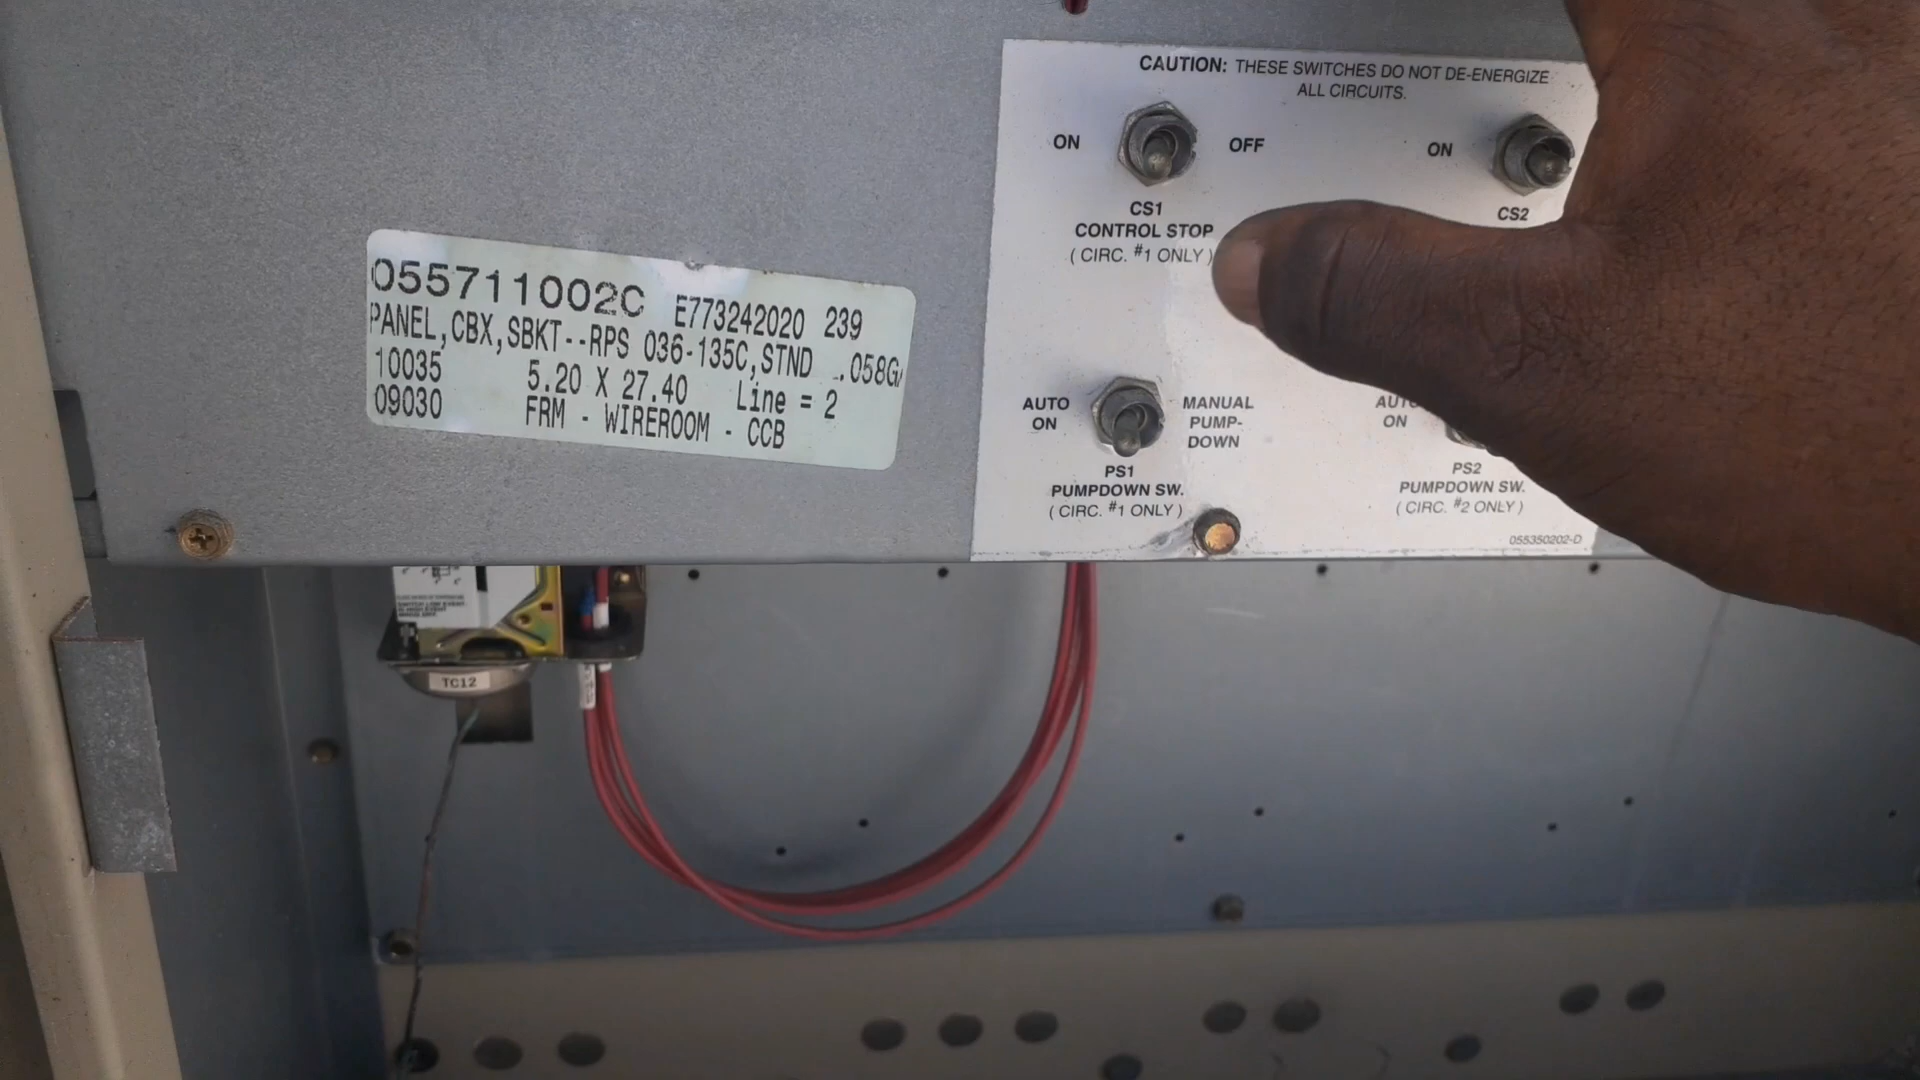 CAUTION: THESE SWITCHES DO NOT DE-ENERGIZE
ALL CIRCUITS.
ON
OFF
CS1
CONTROL STOP
( CIRC. #1 ONLY )
ON
CS2
055711002C E773242020 239
PANEL,CBX,SBKT--RPS 036-135C,STND .058G
10035 5.20 X 27.40 Line = 2
09030 FRM - WIREROOM - CCB
AUTO
ON
MANUAL
PUMP-
DOWN
PS1
PUMPDOWN SW.
( CIRC. #1 ONLY )
AUTO
ON
PS2
PUMPDOWN SW.
( CIRC. #2 ONLY )
055350202-D
TC12